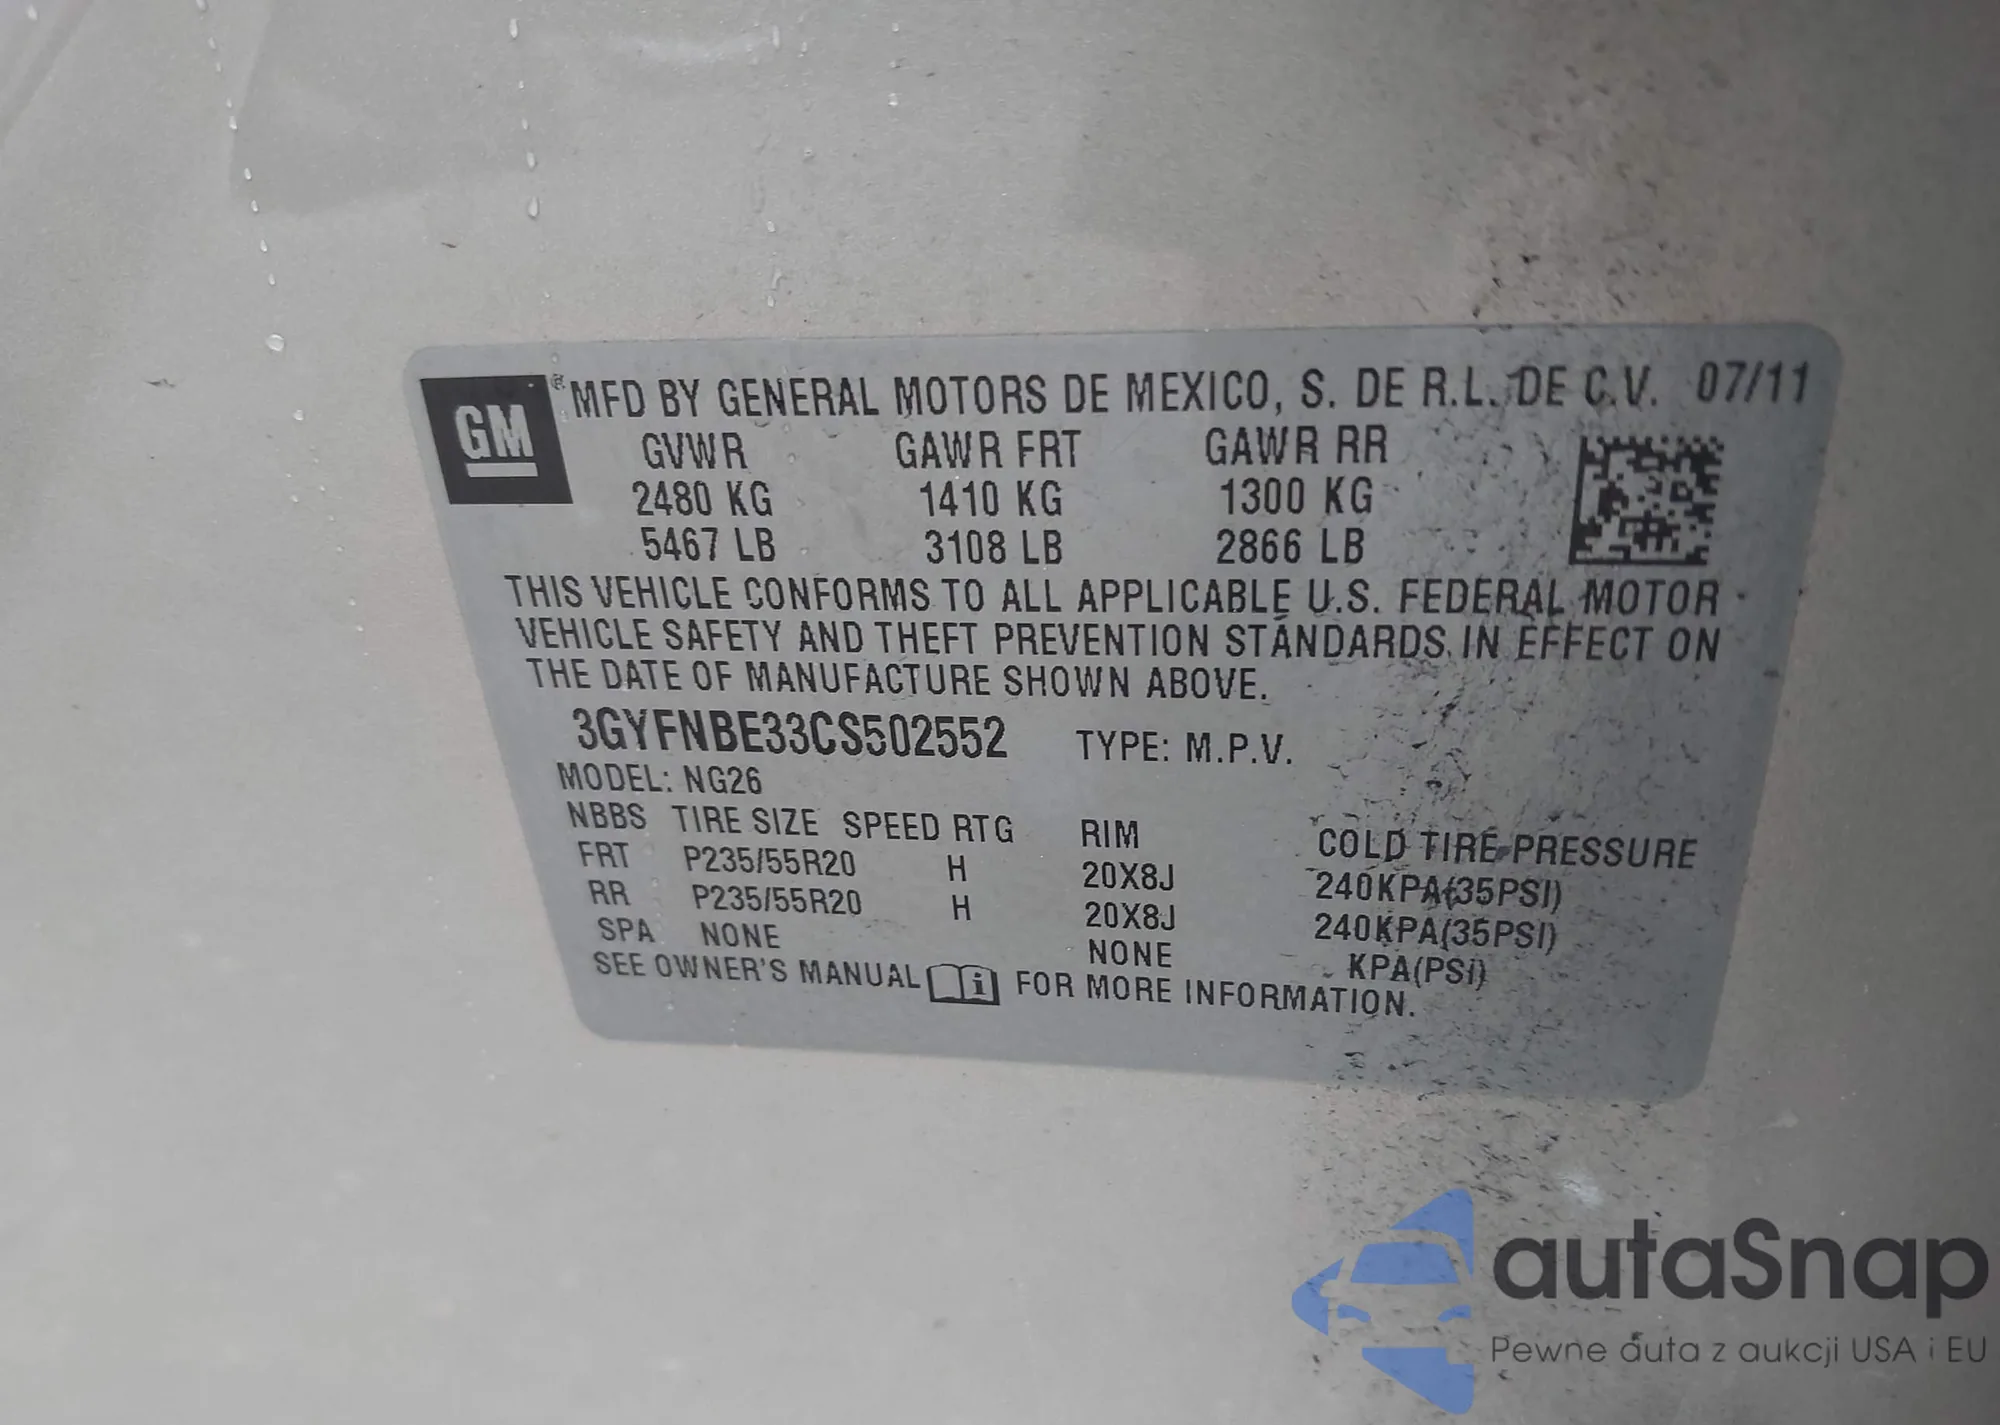 GM ® MFD BY GENERAL MOTORS DE MEXICO, S. DE R.L. DE C.V. 07/11
GVWR GAWR FRT GAWR RR
2480 KG 1410 KG 1300 KG
5467 LB 3108 LB 2866 LB
THIS VEHICLE CONFORMS TO ALL APPLICABLE U.S. FEDERAL MOTOR
VEHICLE SAFETY AND THEFT PREVENTION STANDARDS IN EFFECT ON
THE DATE OF MANUFACTURE SHOWN ABOVE.
3GYFNBE33CS502552 TYPE: M.P.V.
MODEL: NG26
NBBS TIRE SIZE SPEED RTG RIM COLD TIRE PRESSURE
FRT P235/55R20 H 20X8J 240KPA(35PSI)
RR P235/55R20 H 20X8J 240KPA(35PSI)
SPA NONE NONE KPA(PSI)
SEE OWNER'S MANUAL i FOR MORE INFORMATION.
autaSnap
Pewne auta z aukcji USA i EU